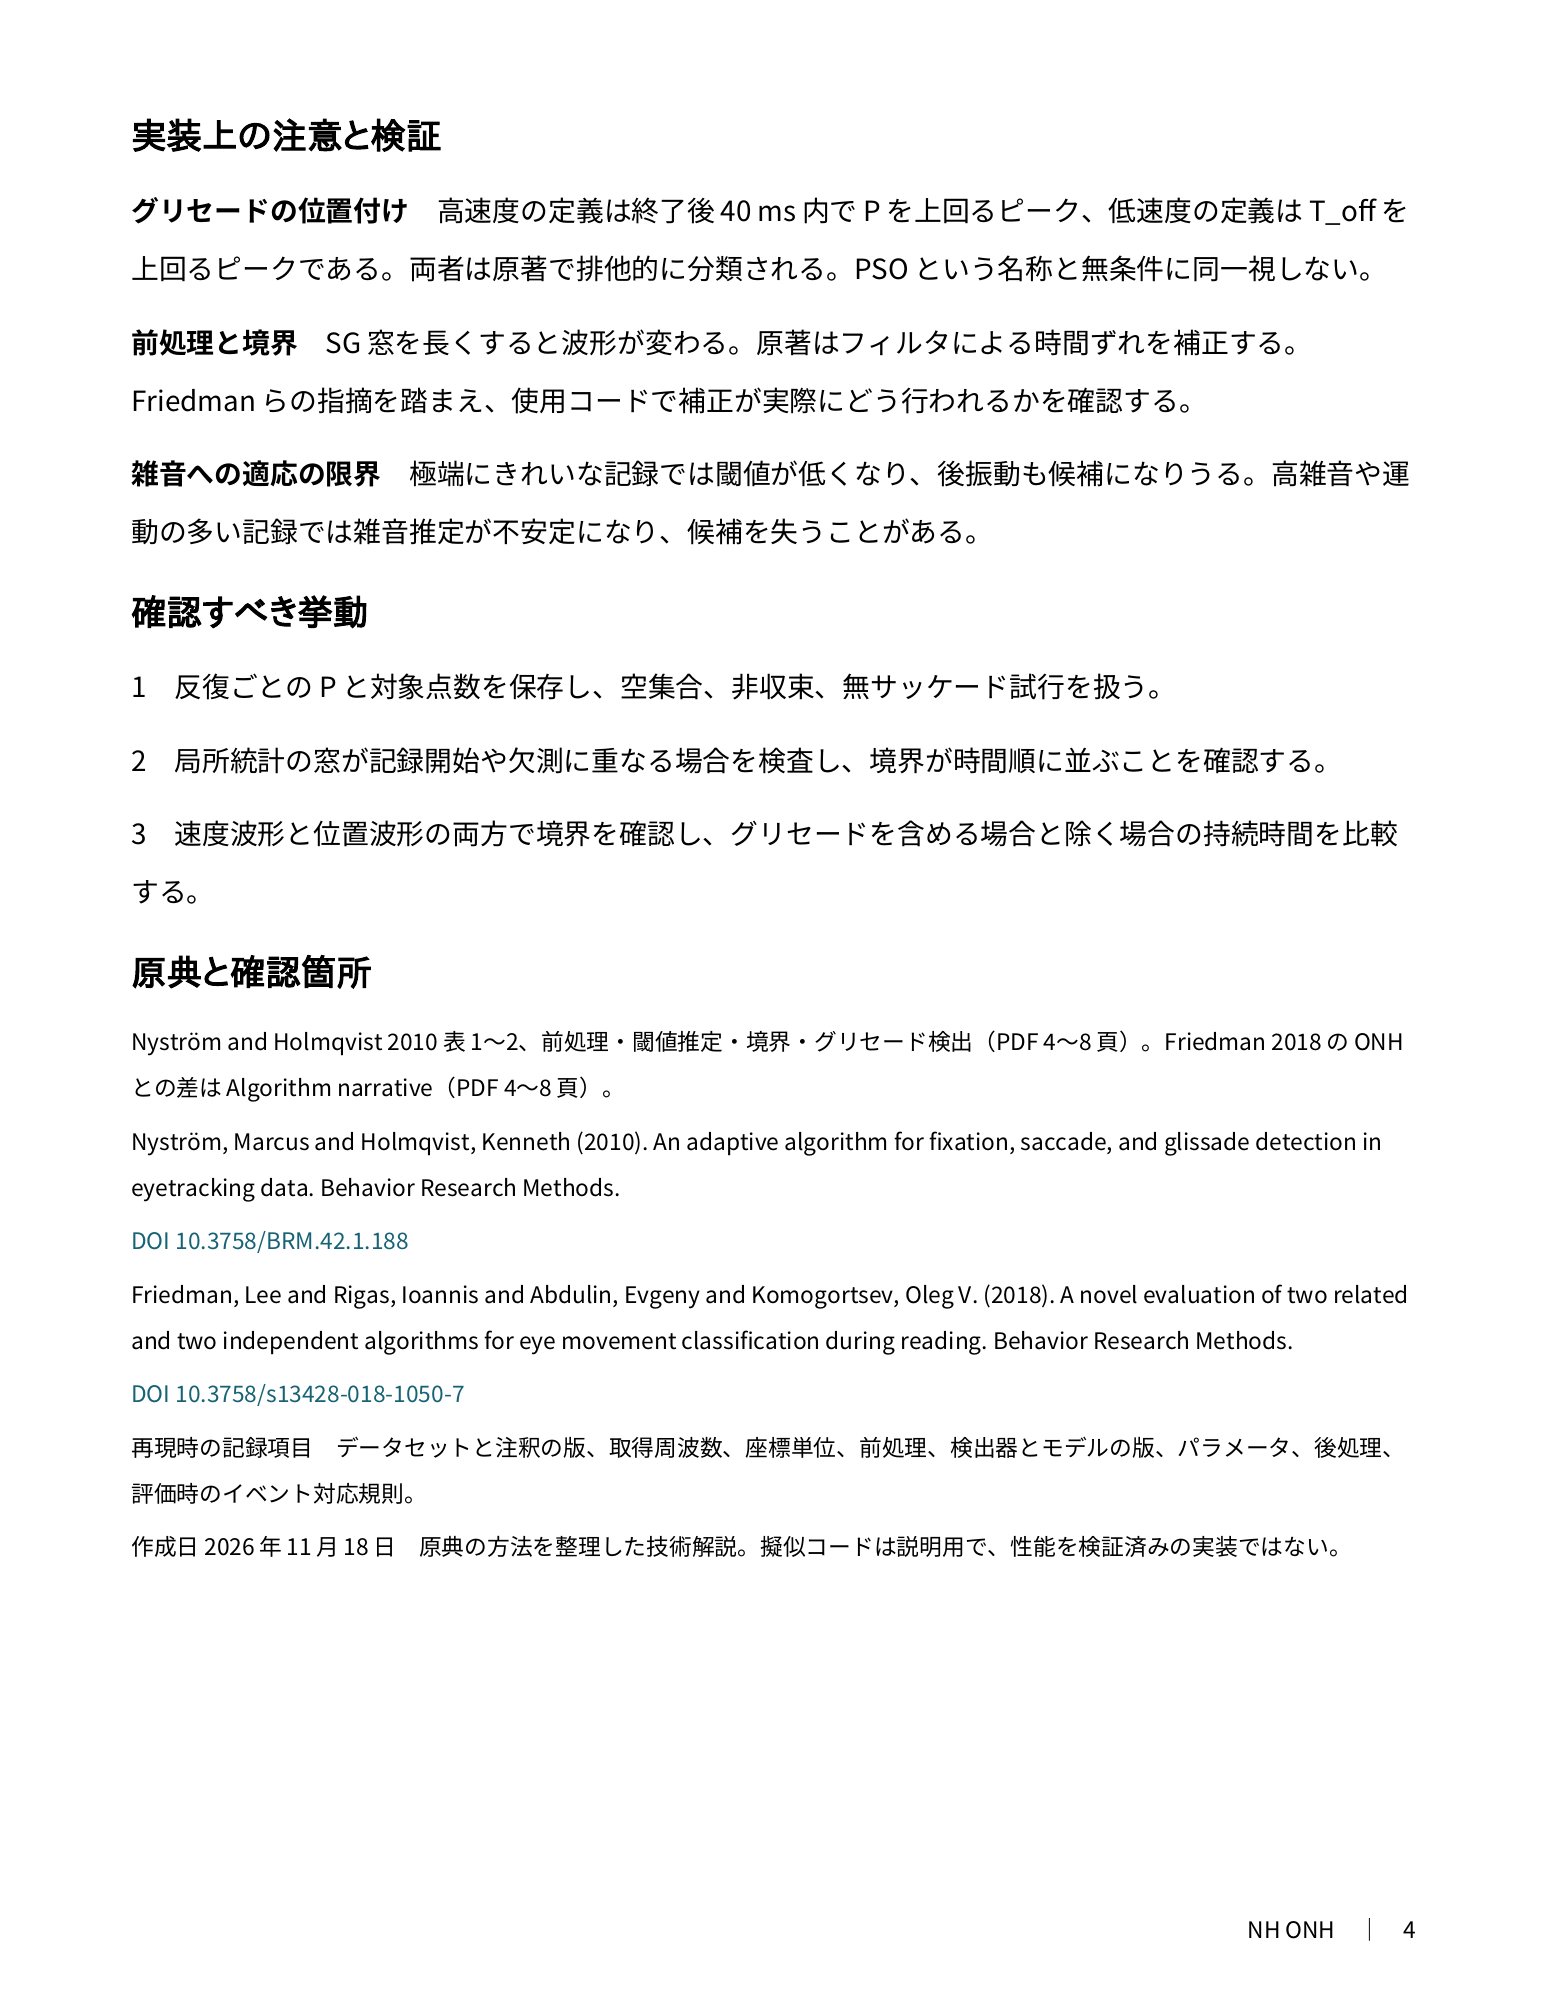 実装上の注意と検証
グリセードの位置付け　高速度の定義は終了後 40 ms 内で P を上回るピーク、低速度の定義は T_off を
上回るピークである。両者は原著で排他的に分類される。PSO という名称と無条件に同一視しない。
前処理と境界　SG 窓を長くすると波形が変わる。原著はフィルタによる時間ずれを補正する。
Friedman らの指摘を踏まえ、使用コードで補正が実際にどう行われるかを確認する。
雑音への適応の限界　極端にきれいな記録では閾値が低くなり、後振動も候補になりうる。高雑音や運
動の多い記録では雑音推定が不安定になり、候補を失うことがある。
確認すべき挙動
1　反復ごとの P と対象点数を保存し、空集合、非収束、無サッケード試行を扱う。
2　局所統計の窓が記録開始や欠測に重なる場合を検査し、境界が時間順に並ぶことを確認する。
3　速度波形と位置波形の両方で境界を確認し、グリセードを含める場合と除く場合の持続時間を比較
する。
原典と確認箇所
Nyström and Holmqvist 2010 表 1～2、前処理・閾値推定・境界・グリセード検出（PDF 4～8 頁）。Friedman 2018 の ONH
との差は Algorithm narrative（PDF 4～8 頁）。
Nyström, Marcus and Holmqvist, Kenneth (2010). An adaptive algorithm for fixation, saccade, and glissade detection in
eyetracking data. Behavior Research Methods.
DOI 10.3758/BRM.42.1.188
Friedman, Lee and Rigas, Ioannis and Abdulin, Evgeny and Komogortsev, Oleg V. (2018). A novel evaluation of two related
and two independent algorithms for eye movement classification during reading. Behavior Research Methods.
DOI 10.3758/s13428-018-1050-7
再現時の記録項目　データセットと注釈の版、取得周波数、座標単位、前処理、検出器とモデルの版、パラメータ、後処理、
評価時のイベント対応規則。
作成日 2026 年 11 月 18 日　原典の方法を整理した技術解説。擬似コードは説明用で、性能を検証済みの実装ではない。
NH ONH ｜ 4